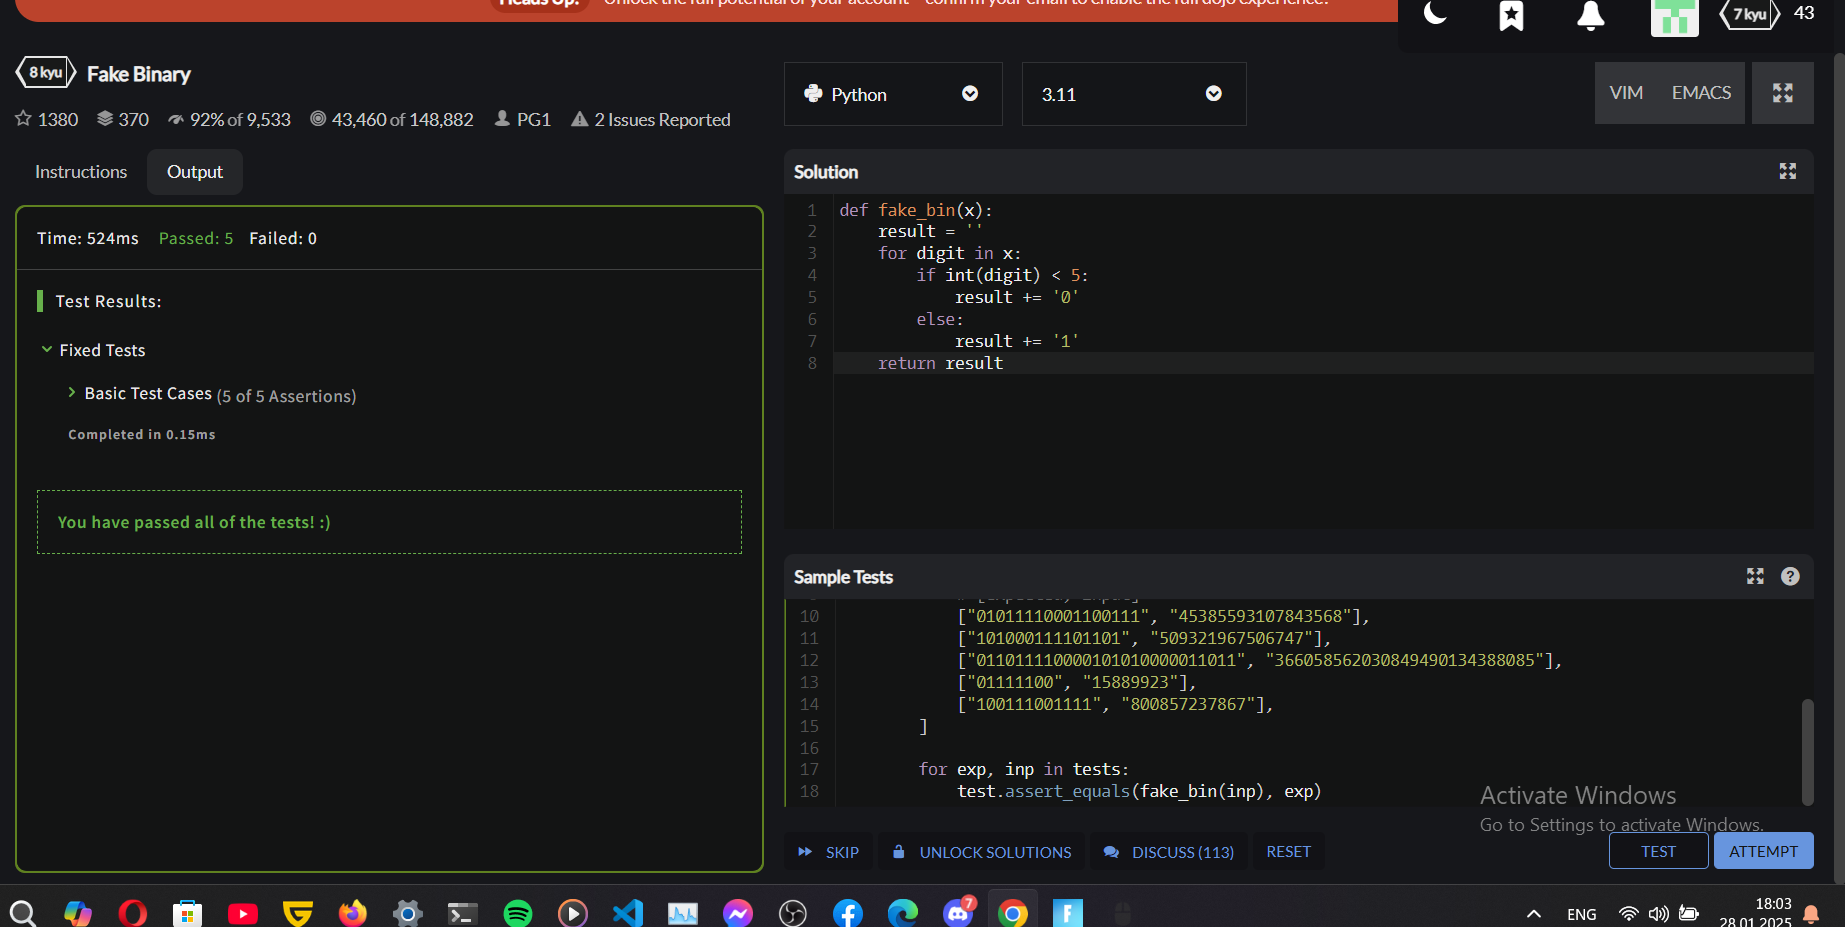 Heads Up! Unlock the full potential of your account - confirm your email to enable the full dojo experience!
7 kyu 43
8 kyu Fake Binary
1380 370 92% of 9,533 43,460 of 148,882 PG1 2 Issues Reported
Instructions Output
Time: 524ms Passed: 5 Failed: 0
Test Results:
Fixed Tests
Basic Test Cases (5 of 5 Assertions)
Completed in 0.15ms
You have passed all of the tests! :)
Python 3.11 VIM EMACS
Solution
1 def fake_bin(x):
2 result = ''
3 for digit in x:
4 if int(digit) < 5:
5 result += '0'
6 else:
7 result += '1'
8 return result
Sample Tests
10 ["01011110001100111", "45385593107843568"],
11 ["101000111101101", "509321967506747"],
12 ["011011110000101010000011011", "366058562030849490134388085"],
13 ["01111100", "15889923"],
14 ["100111001111", "800857237867"],
15 ]
16
17 for exp, inp in tests:
18 test.assert_equals(fake_bin(inp), exp)
Activate Windows
Go to Settings to activate Windows.
SKIP UNLOCK SOLUTIONS DISCUSS (113) RESET TEST ATTEMPT
7 F ENG 18:03
28.01.2025